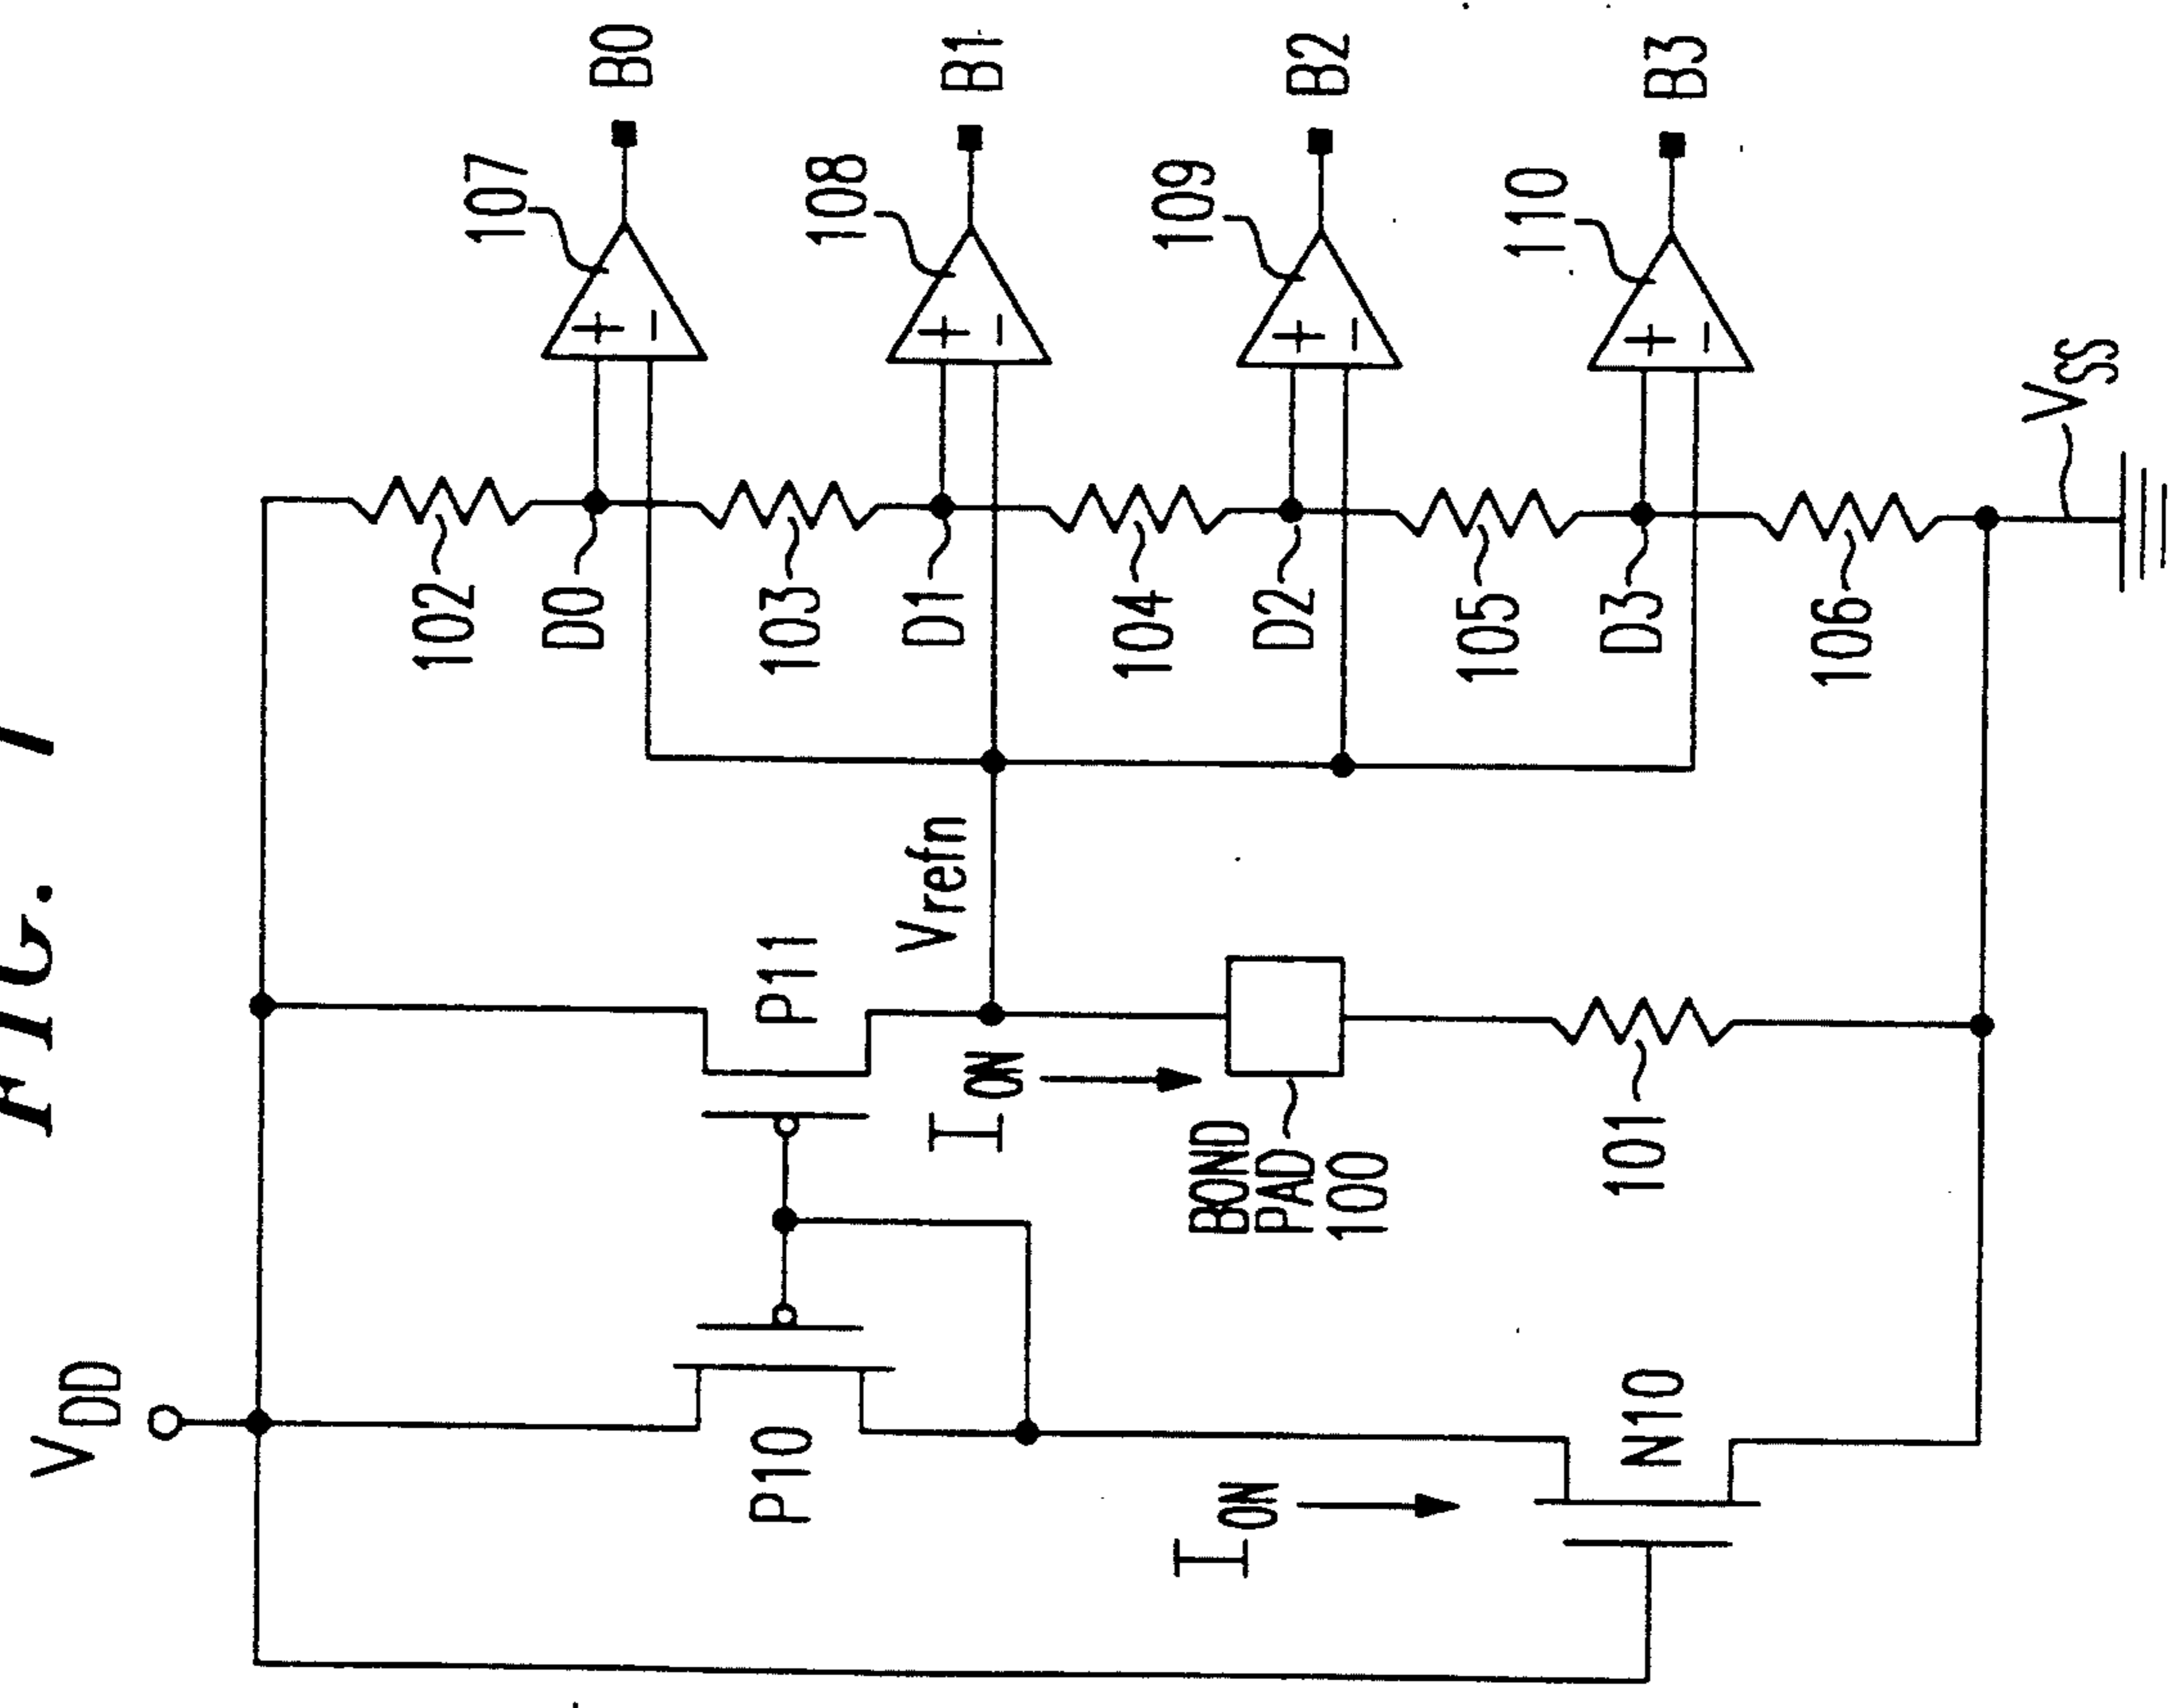 FIG. 1
VDD
P10
P11
ION
ION
N10
Vrefn
BOND
PAD
100
101
102
D0
103
D1
104
D2
105
D3
106
VSS
107
+
−
B0
108
+
−
B1
109
+
−
B2
110
+
−
B3